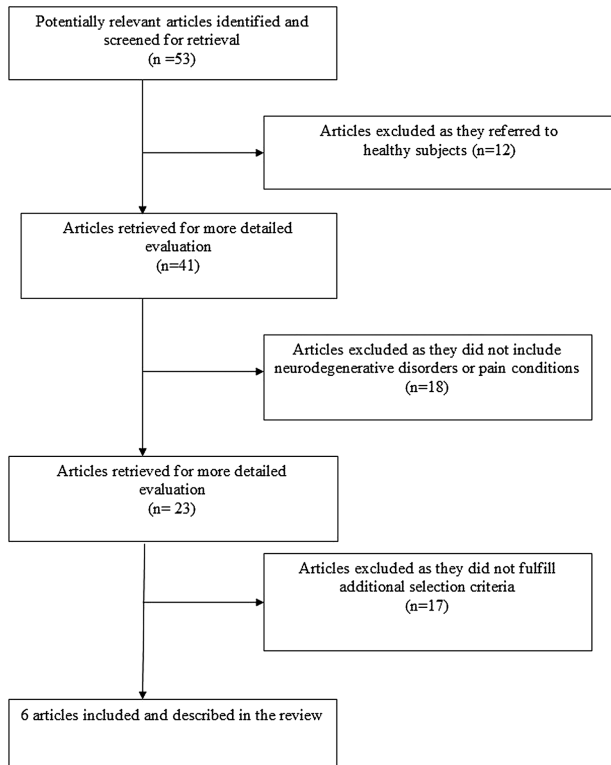 Potentially relevant articles identified and
screened for retrieval
(n =53)
Articles excluded as they referred to
healthy subjects (n=12)
Articles retrieved for more detailed
evaluation
(n=41)
Articles excluded as they did not include
neurodegenerative disorders or pain conditions
(n=18)
Articles retrieved for more detailed
evaluation
(n= 23)
Articles excluded as they did not fulfill
additional selection criteria
(n=17)
6 articles included and described in the review